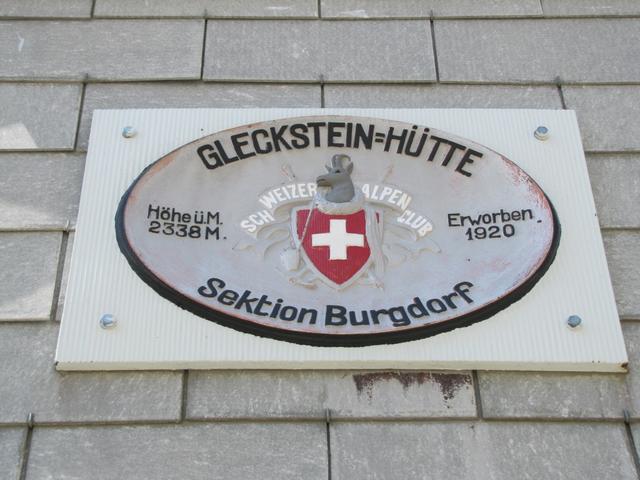 GLECKSTEIN=HÜTTE
SCHWEIZER ALPEN CLUB
Höhe ü.M.
2338 M.
Erworben
1920
Sektion Burgdorf